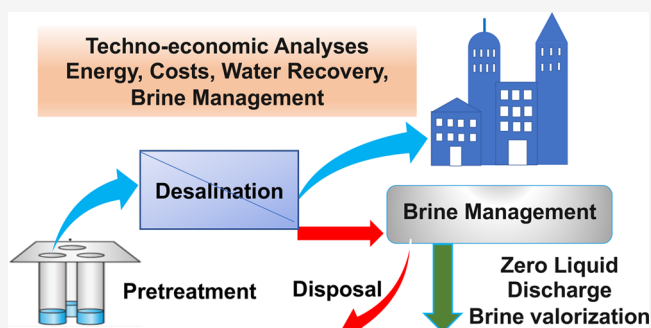 Techno-economic Analyses
Energy, Costs, Water Recovery,
Brine Management
Desalination
Brine Management
Pretreatment
Disposal
Zero Liquid
Discharge
Brine valorization